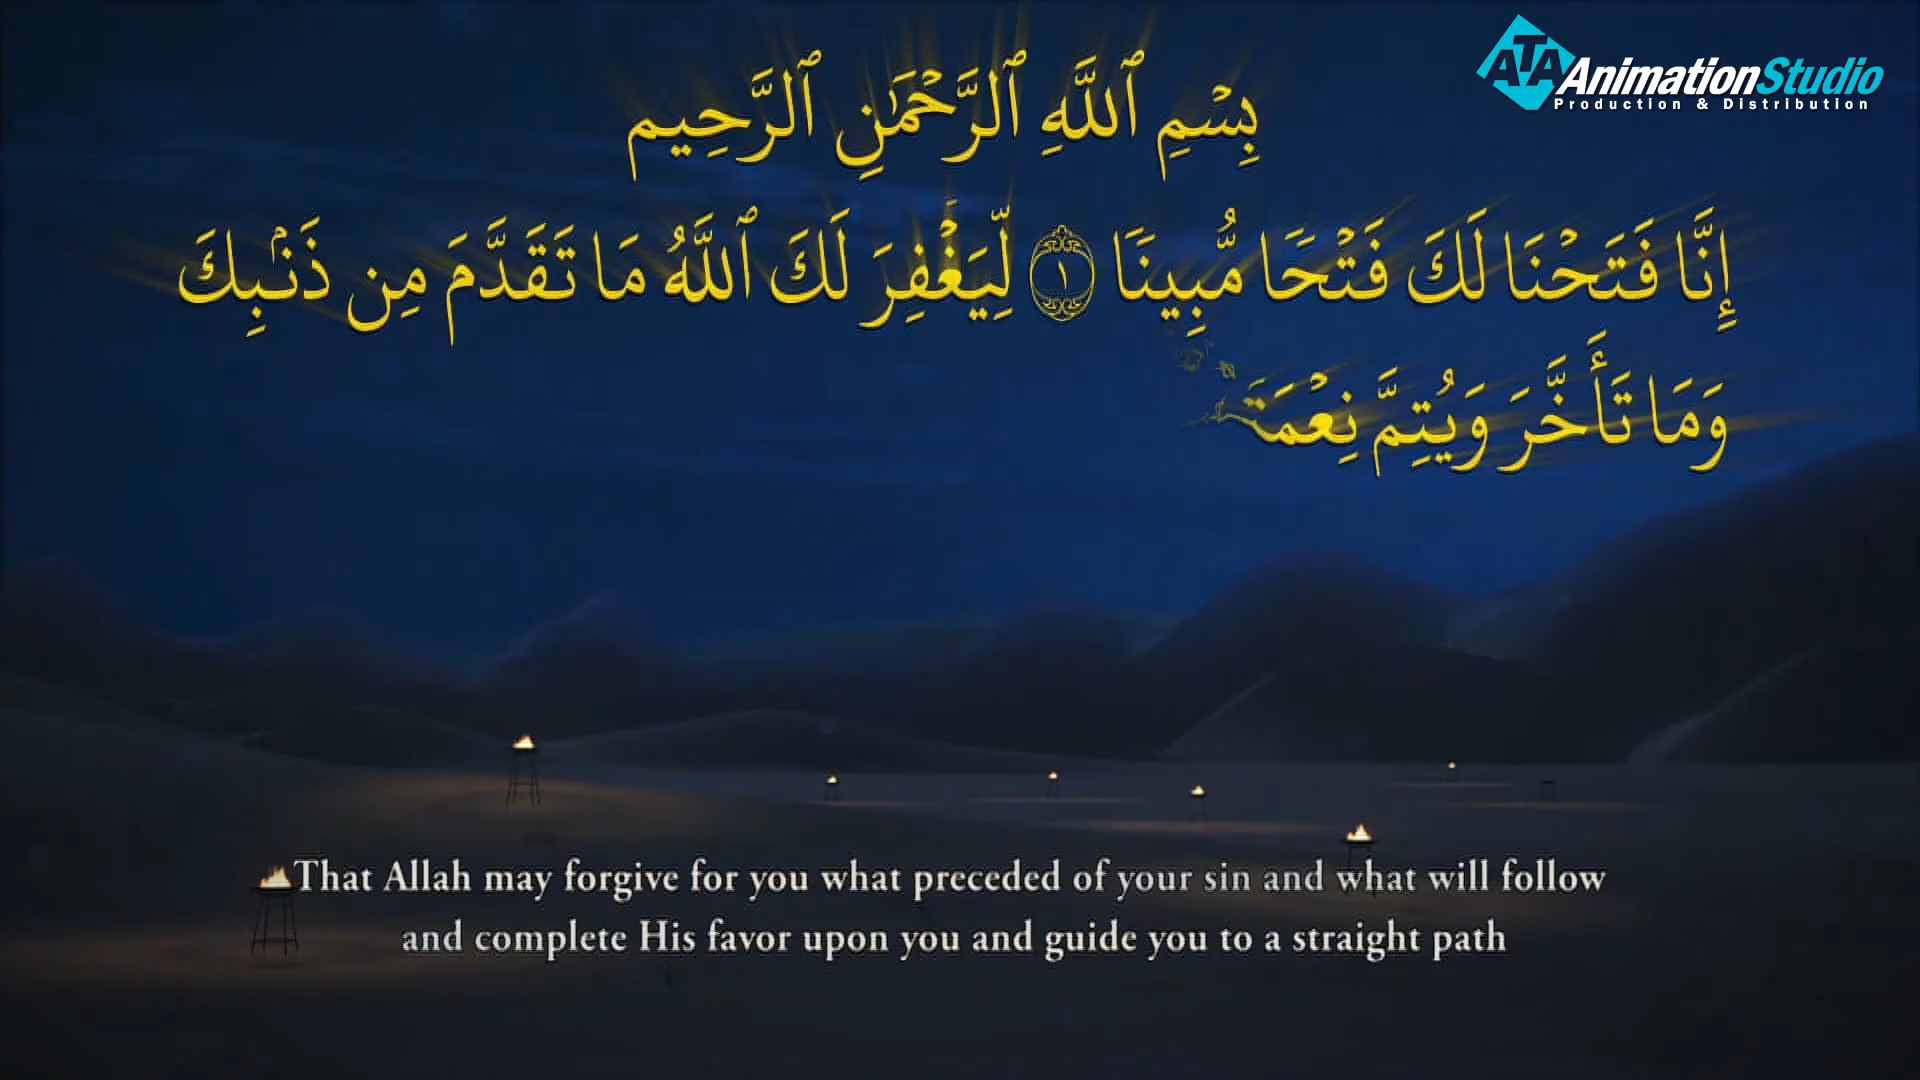 ATA AnimationStudio
Production & Distribution
بِسْمِ ٱللَّهِ ٱلرَّحْمَٰنِ ٱلرَّحِيمِ
إِنَّا فَتَحْنَا لَكَ فَتْحًا مُّبِينًا ١ لِّيَغْفِرَ لَكَ ٱللَّهُ مَا تَقَدَّمَ مِن ذَنۢبِكَ
وَمَا تَأَخَّرَ وَيُتِمَّ نِعْمَتَ
That Allah may forgive for you what preceded of your sin and what will follow
and complete His favor upon you and guide you to a straight path